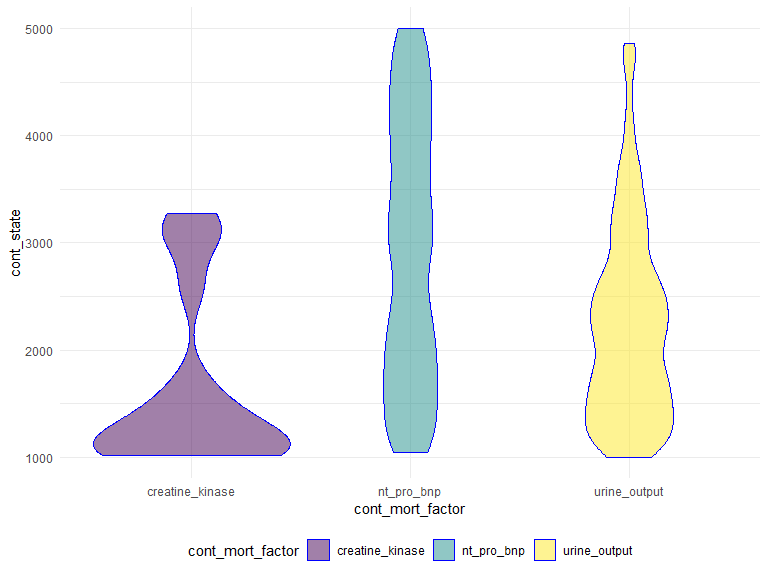 5000
4000
3000
2000
1000
cont_state
creatine_kinase nt_pro_bnp urine_output
cont_mort_factor
cont_mort_factor creatine_kinase nt_pro_bnp urine_output